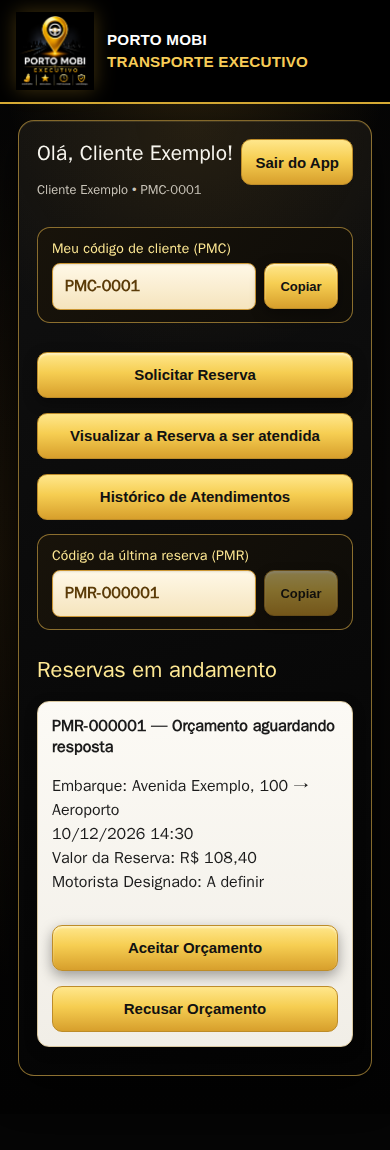 PORTO MOBI
EXECUTIVO
PORTO MOBI
TRANSPORTE EXECUTIVO
Olá, Cliente Exemplo!
Sair do App
Cliente Exemplo • PMC-0001
Meu código de cliente (PMC)
PMC-0001
Copiar
Solicitar Reserva
Visualizar a Reserva a ser atendida
Histórico de Atendimentos
Código da última reserva (PMR)
PMR-000001
Copiar
Reservas em andamento
PMR-000001 — Orçamento aguardando
resposta
Embarque: Avenida Exemplo, 100 →
Aeroporto
10/12/2026 14:30
Valor da Reserva: R$ 108,40
Motorista Designado: A definir
Aceitar Orçamento
Recusar Orçamento